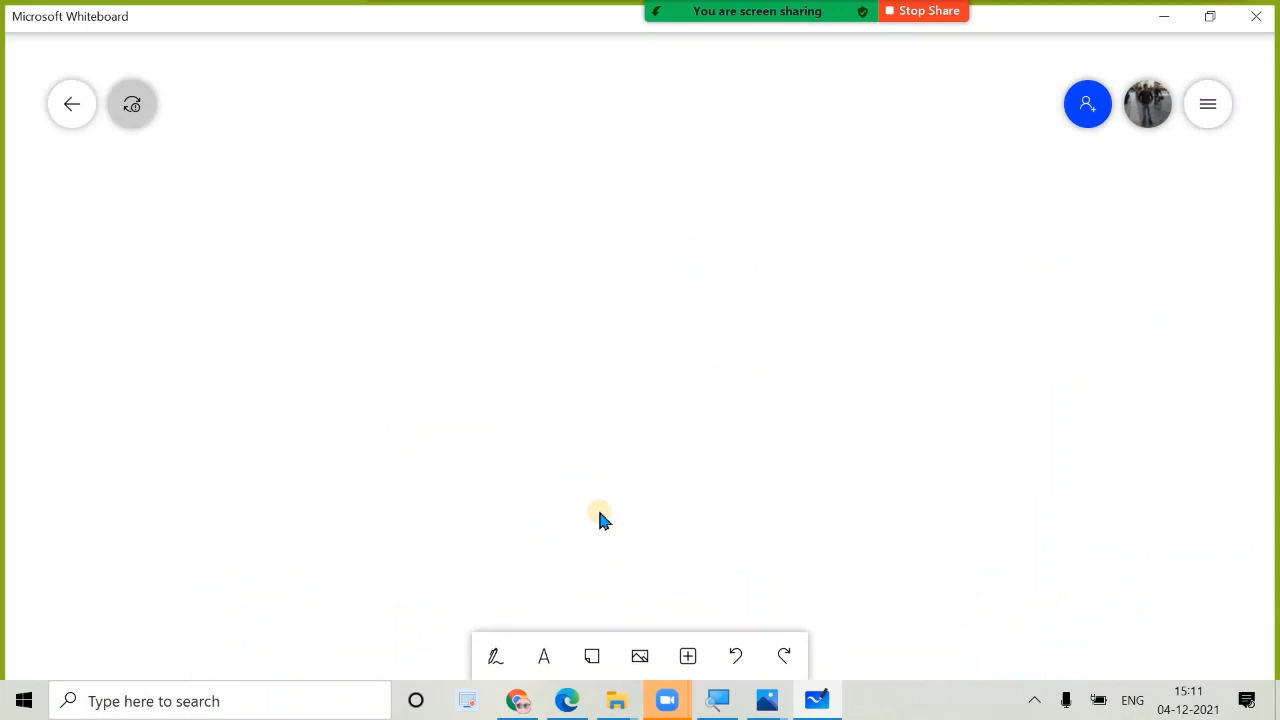 Microsoft Whiteboard
You are screen sharing
Stop Share
A
Type here to search
ENG
15:11
04-12-2021